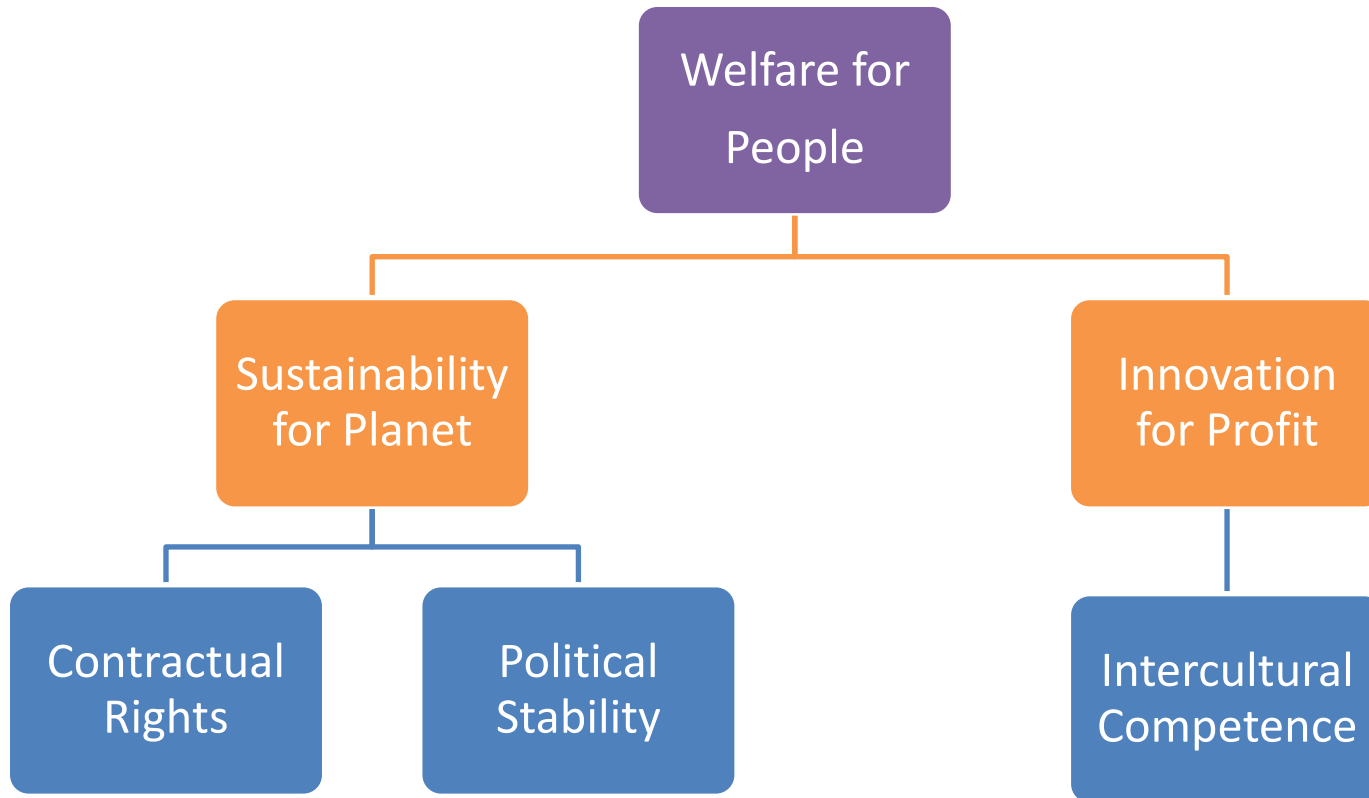 Welfare for
People
Sustainability
for Planet
Innovation
for Profit
Contractual
Rights
Political
Stability
Intercultural
Competence